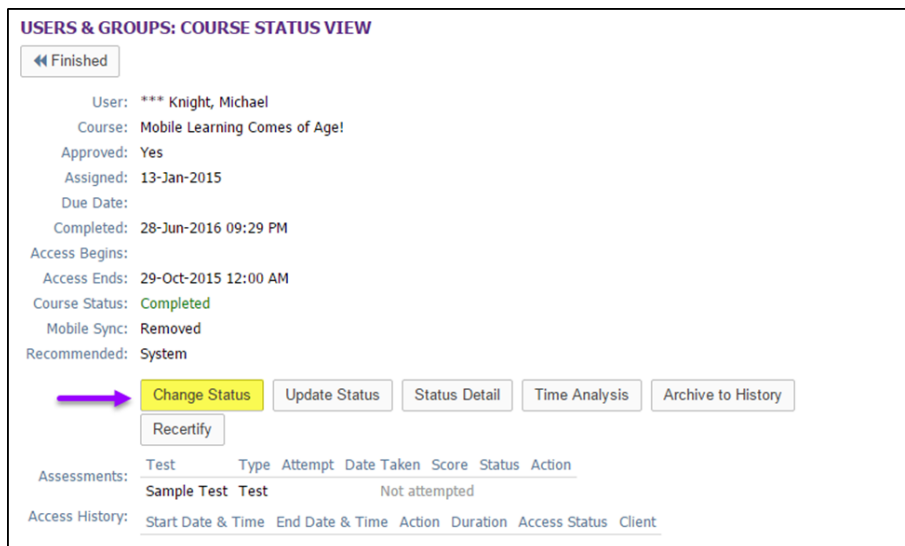 USERS & GROUPS: COURSE STATUS VIEW
Finished
User: *** Knight, Michael
Course: Mobile Learning Comes of Age!
Approved: Yes
Assigned: 13-Jan-2015
Due Date:
Completed: 28-Jun-2016 09:29 PM
Access Begins:
Access Ends: 29-Oct-2015 12:00 AM
Course Status: Completed
Mobile Sync: Removed
Recommended: System
Change Status Update Status Status Detail Time Analysis Archive to History
Recertify
Assessments:
Test Type Attempt Date Taken Score Status Action
Sample Test Test Not attempted
Access History: Start Date & Time End Date & Time Action Duration Access Status Client